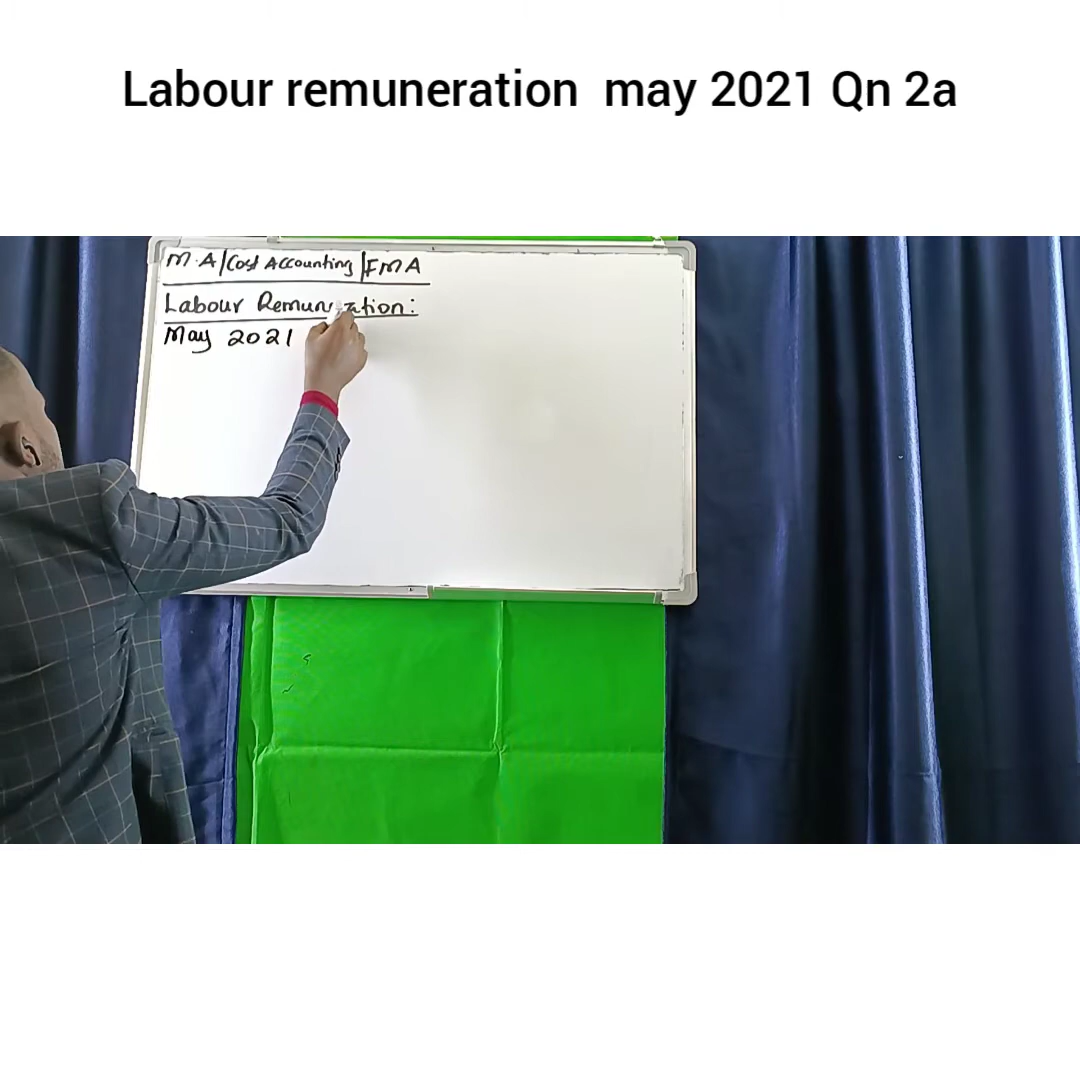 Labour remuneration may 2021 Qn 2a
M.A/Cost Accounting/FMA
Labour Remuneration:
May 2021